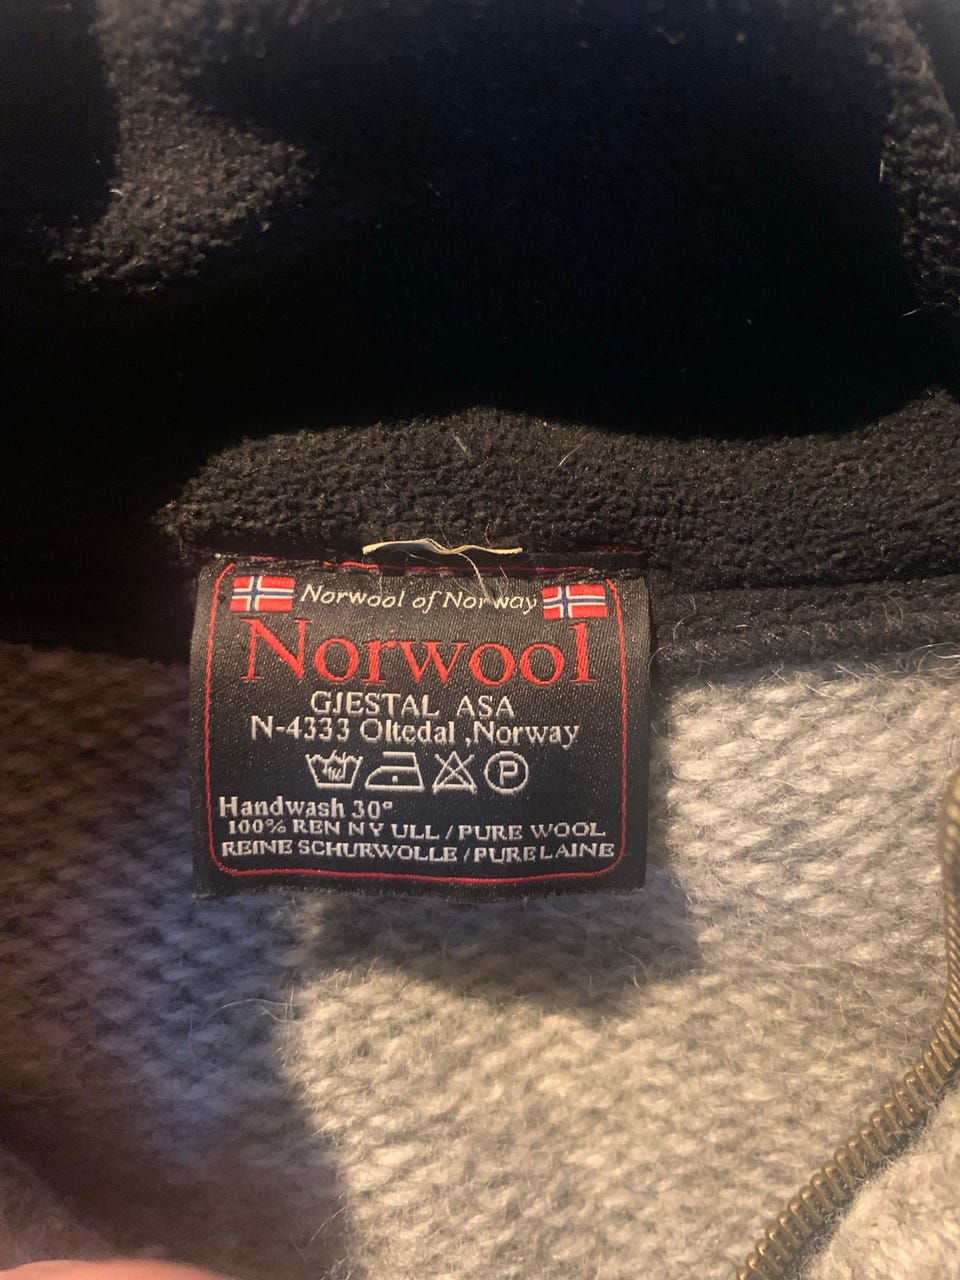 Norwool of Norway
Norwool
GJESTAL ASA
N-4333 Oltedal ,Norway
P
Handwash 30°
100% REN NY ULL / PURE WOOL
REINE SCHURWOLLE / PURE LAINE